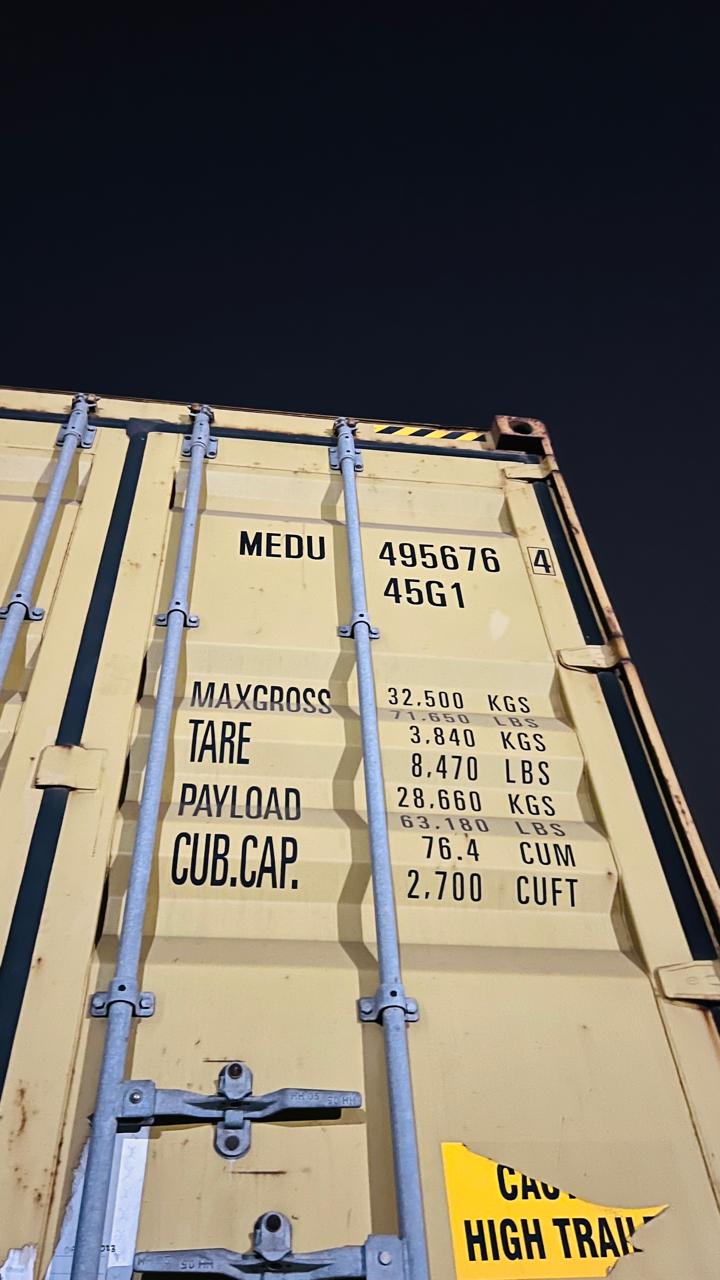 MEDU 495676 4
45G1
MAXGROSS 32,500 KGS
71,650 LBS
TARE 3,840 KGS
8,470 LBS
PAYLOAD 28,660 KGS
63,180 LBS
CUB.CAP. 76.4 CUM
2,700 CUFT
HIGH